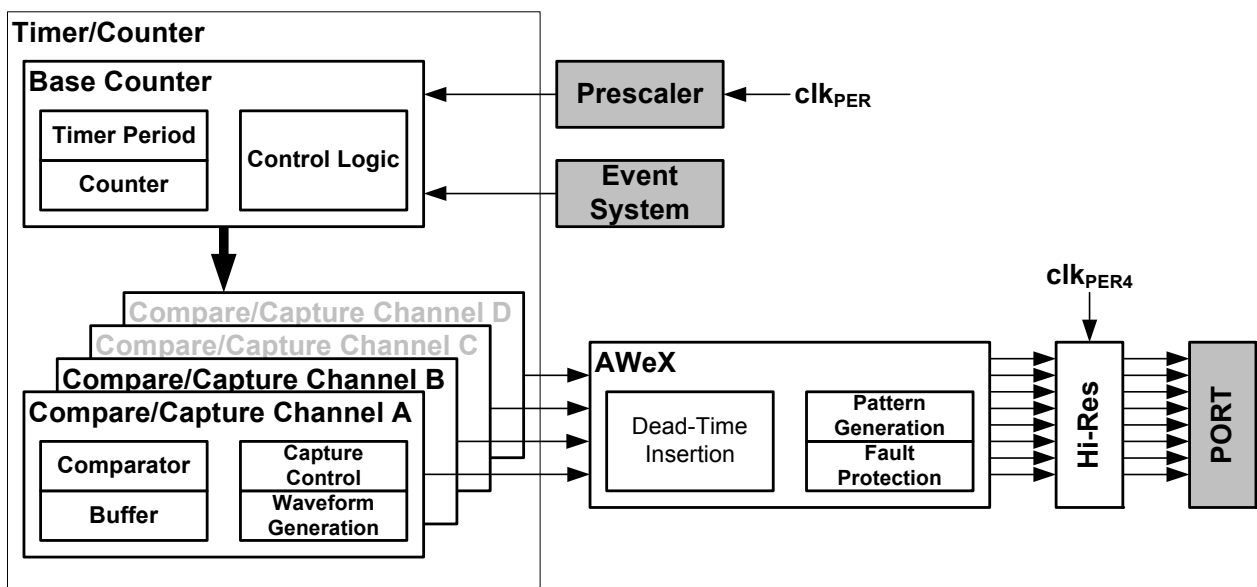 Timer/Counter
Base Counter
Timer Period
Counter
Control Logic
Prescaler
clkPER
Event
System
Compare/Capture Channel D
Compare/Capture Channel C
Compare/Capture Channel B
Compare/Capture Channel A
Comparator
Buffer
Capture
Control
Waveform
Generation
AWeX
Dead-Time
Insertion
Pattern
Generation
Fault
Protection
clkPER4
Hi-Res
PORT